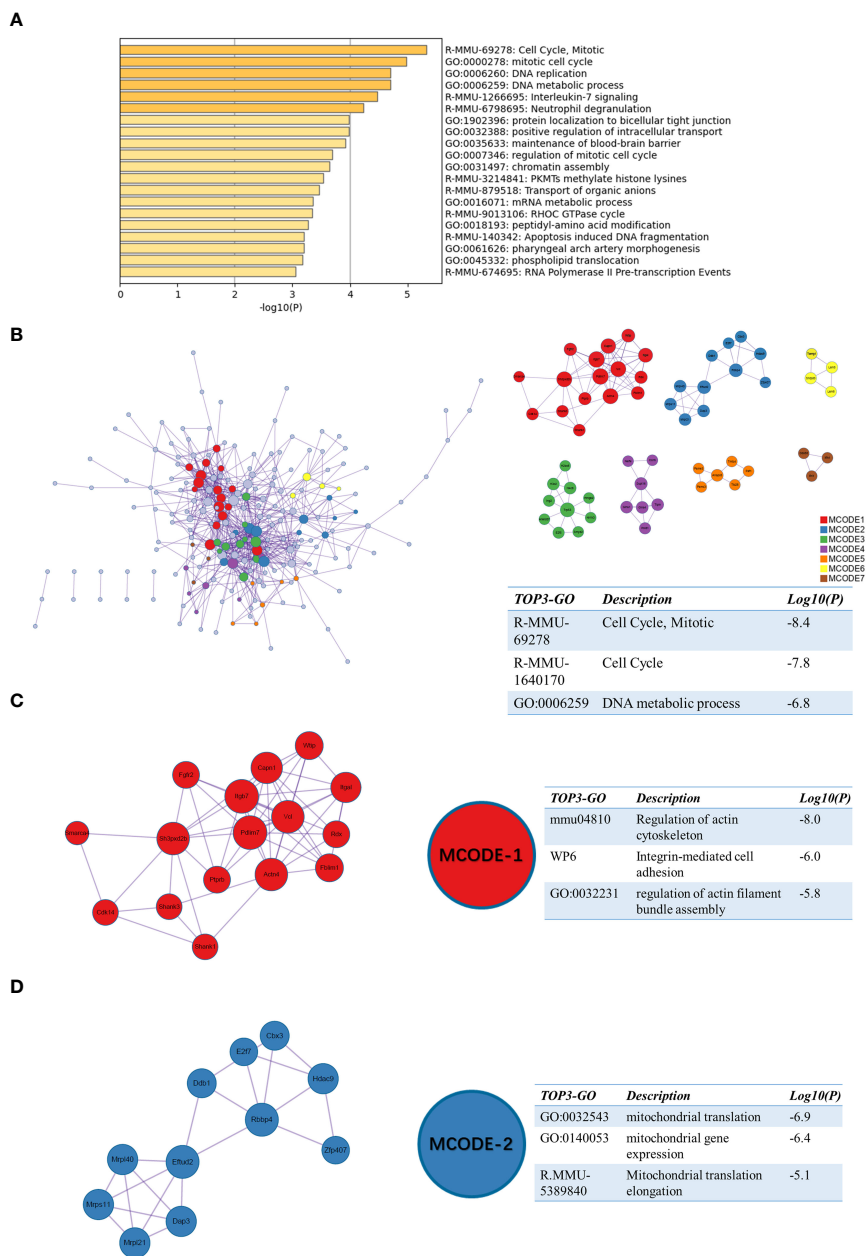 A
R-MMU-69278: Cell Cycle, Mitotic
GO:0000278: mitotic cell cycle
GO:0006260: DNA replication
GO:0006259: DNA metabolic process
R-MMU-1266695: Interleukin-7 signaling
R-MMU-6798695: Neutrophil degranulation
GO:1902396: protein localization to bicellular tight junction
GO:0032388: positive regulation of intracellular transport
GO:0035633: maintenance of blood-brain barrier
GO:0007346: regulation of mitotic cell cycle
GO:0031497: chromatin assembly
R-MMU-3214841: PKMTs methylate histone lysines
R-MMU-879518: Transport of organic anions
GO:0016071: mRNA metabolic process
R-MMU-9013106: RHOC GTPase cycle
GO:0018193: peptidyl-amino acid modification
R-MMU-140342: Apoptosis induced DNA fragmentation
GO:0061626: pharyngeal arch artery morphogenesis
GO:0045332: phospholipid translocation
R-MMU-674695: RNA Polymerase II Pre-transcription Events
0 1 2 3 4 5
-log10(P)
B
MCODE1
MCODE2
MCODE3
MCODE4
MCODE5
MCODE6
MCODE7
TOP3-GO Description Log10(P)
R-MMU- Cell Cycle, Mitotic -8.4
69278
R-MMU- Cell Cycle -7.8
1640170
GO:0006259 DNA metabolic process -6.8
C
Vtlp
Capn1
Fgfr2
Itgal
Itgb7
Vcl
Pdlim7
Smarca4
Sh3pxd2b
Rdx
Fblim1
Ptprb
Actn4
Shank3
Cdk14
Shank1
MCODE-1
TOP3-GO Description Log10(P)
mmu04810 Regulation of actin -8.0
cytoskeleton
WP6 Integrin-mediated cell -6.0
adhesion
GO:0032231 regulation of actin filament -5.8
bundle assembly
D
Cbx3
E2f7
Ddb1
Hdac9
Rbbp4
Zfp407
Eftud2
Mrpl40
Mrps11
Dap3
Mrpl21
MCODE-2
TOP3-GO Description Log10(P)
GO:0032543 mitochondrial translation -6.9
GO:0140053 mitochondrial gene -6.4
expression
R.MMU- Mitochondrial translation -5.1
5389840 elongation